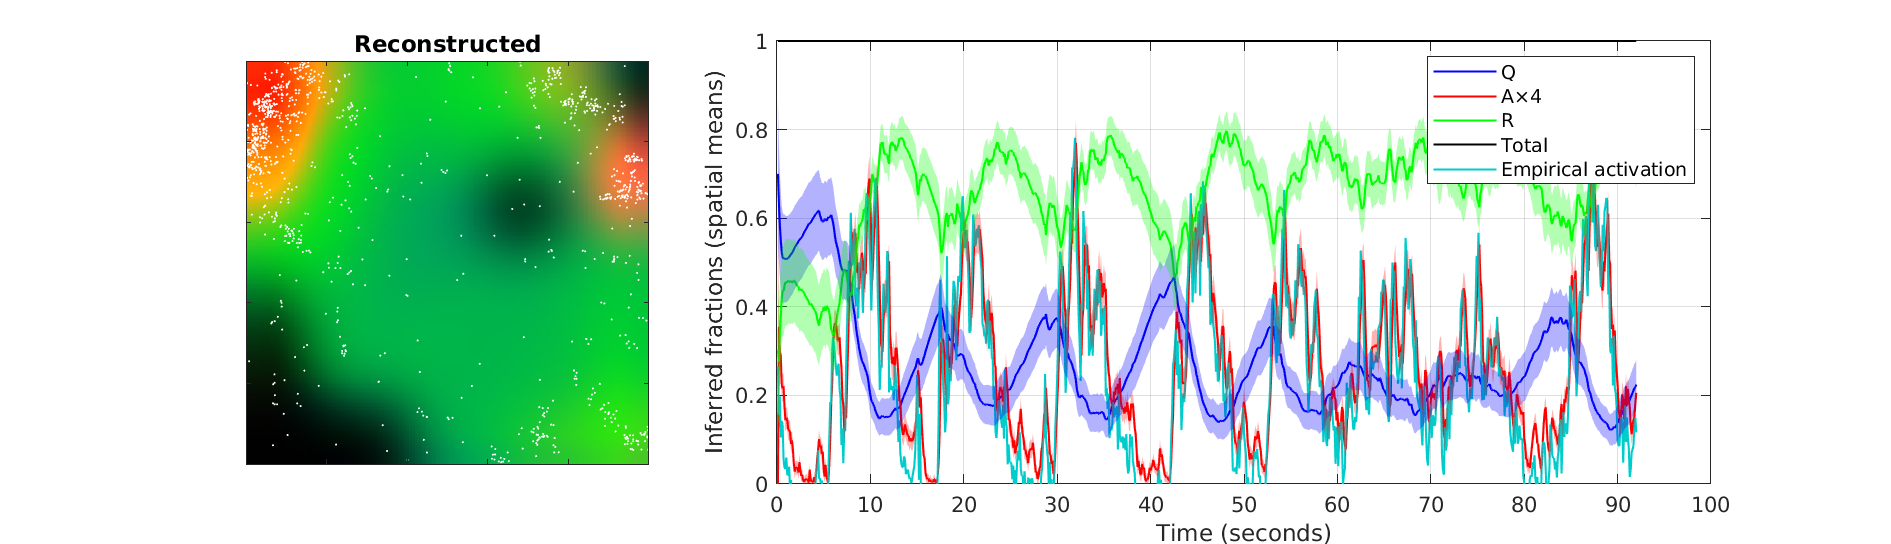 Reconstructed
Inferred fractions (spatial means)
1
0.8
0.6
0.4
0.2
0
Q
A×4
R
Total
Empirical activation
0 10 20 30 40 50 60 70 80 90 100
Time (seconds)